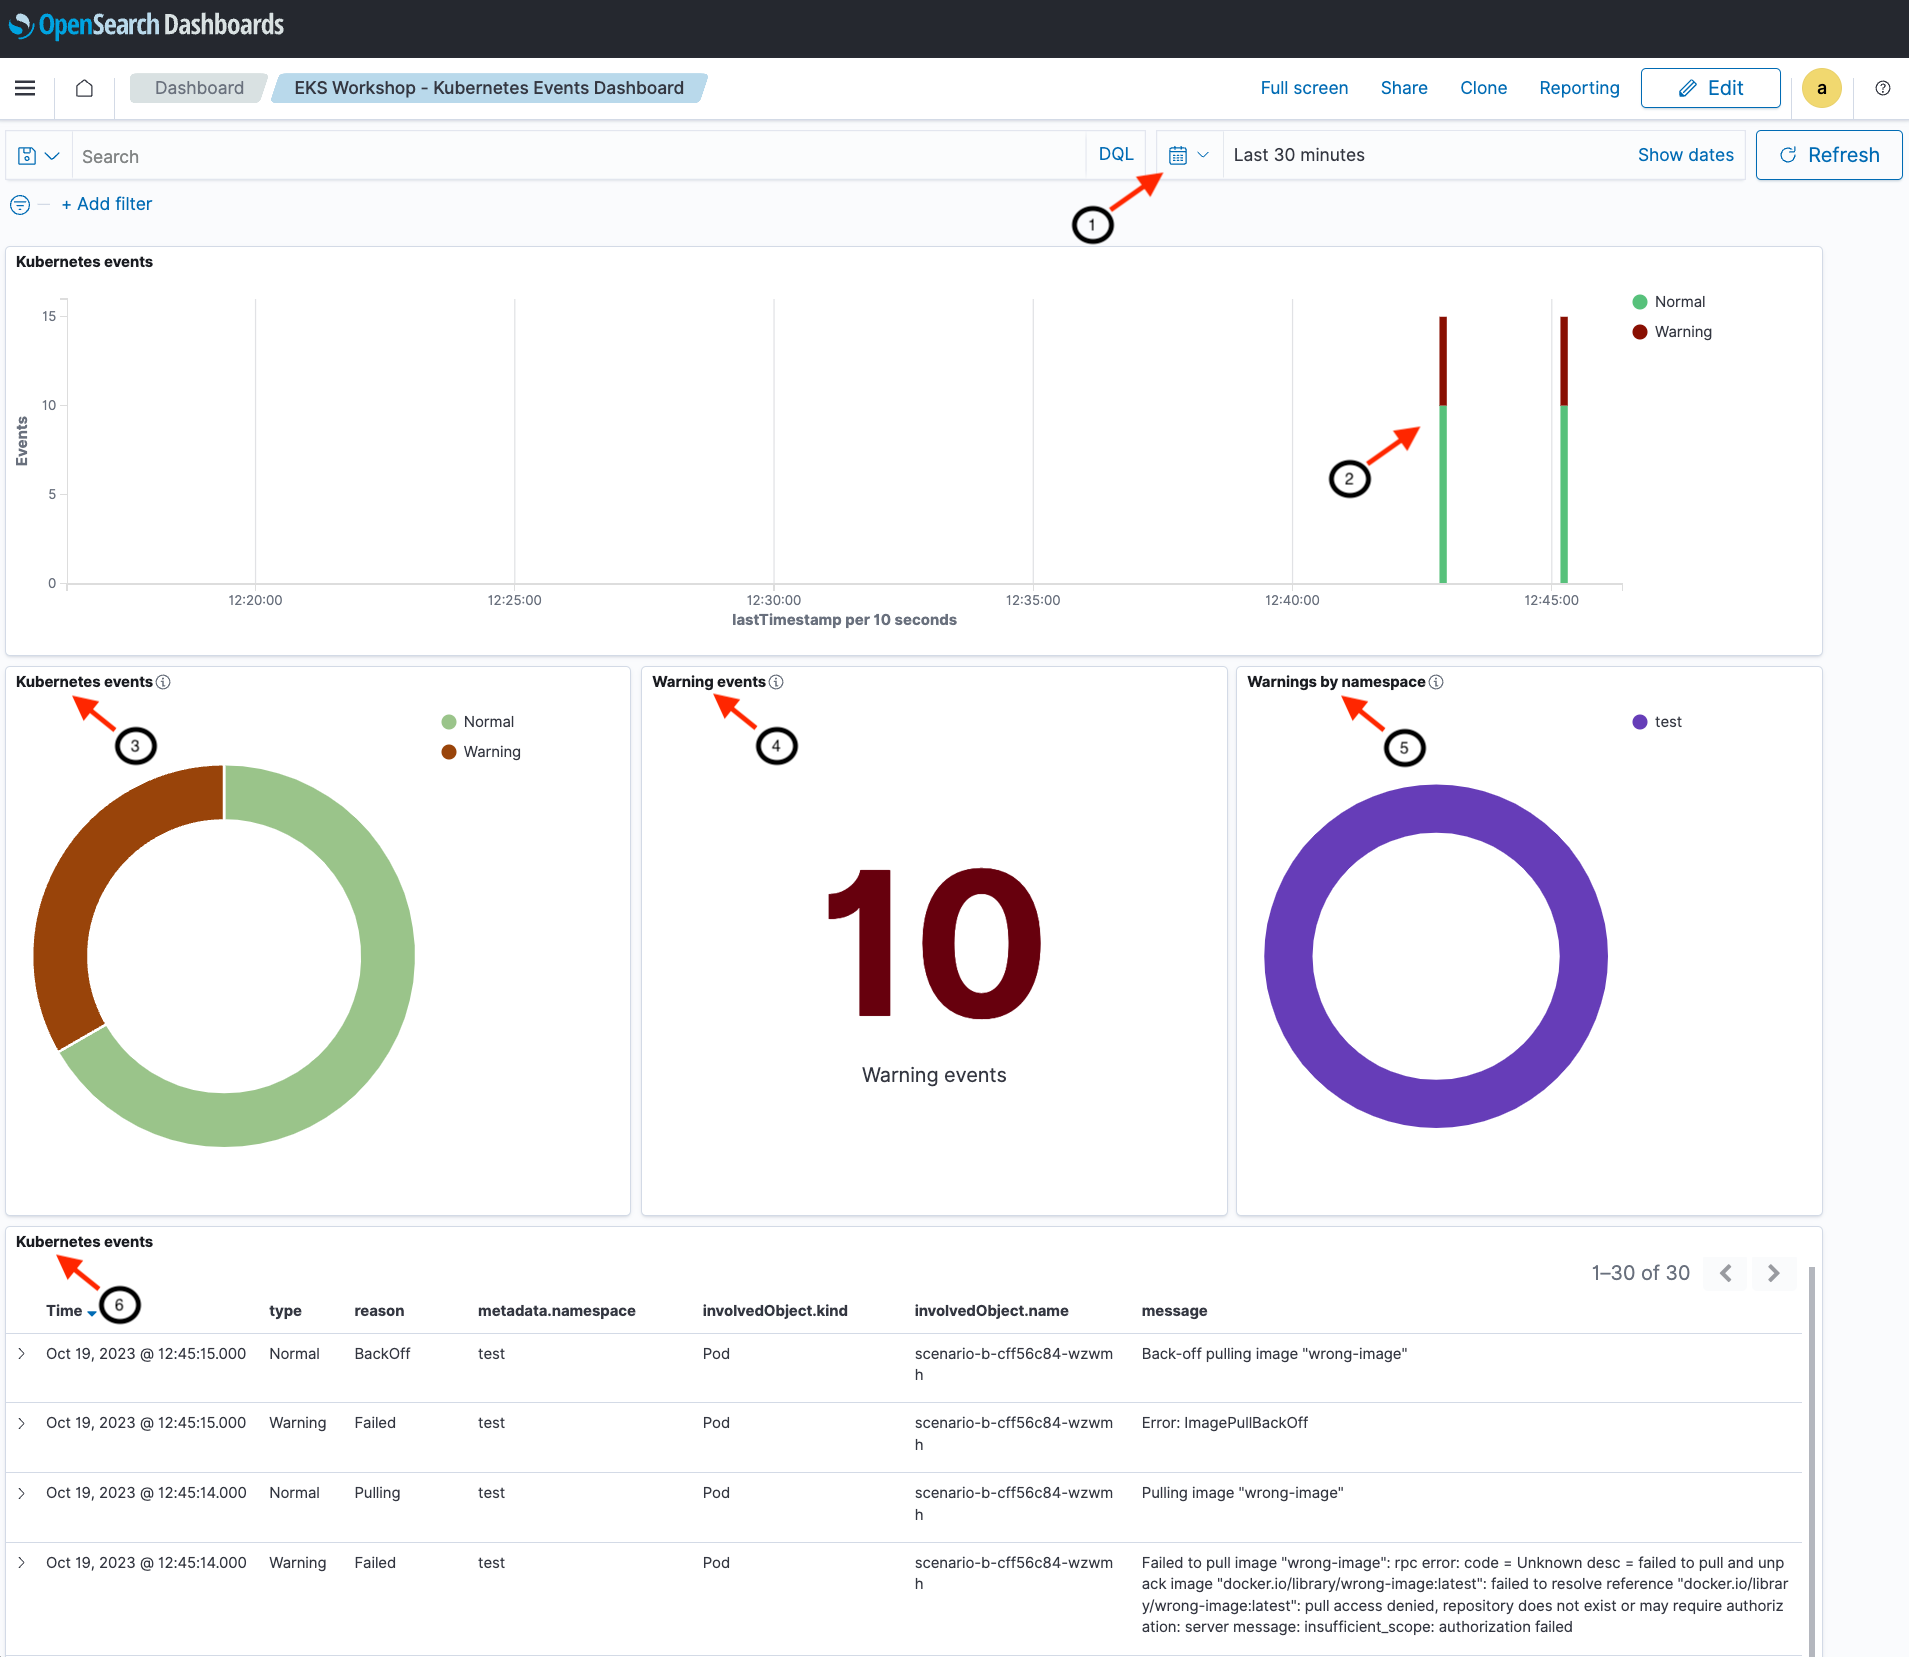 OpenSearch Dashboards
Dashboard
EKS Workshop - Kubernetes Events Dashboard
Full screen
Share
Clone
Reporting
Edit
a
Search
DQL
Last 30 minutes
Show dates
Refresh
+ Add filter
1
Kubernetes events
Normal
Warning
15
10
5
0
Events
2
12:20:00
12:25:00
12:30:00
12:35:00
12:40:00
12:45:00
lastTimestamp per 10 seconds
Kubernetes events
3
Normal
Warning
Warning events
4
10
Warning events
Warnings by namespace
5
test
Kubernetes events
6
1–30 of 30
Time type reason metadata.namespace involvedObject.kind involvedObject.name message
Oct 19, 2023 @ 12:45:15.000 Normal BackOff test Pod scenario-b-cff56c84-wzwm Back-off pulling image "wrong-image"
h
Oct 19, 2023 @ 12:45:15.000 Warning Failed test Pod scenario-b-cff56c84-wzwm Error: ImagePullBackOff
h
Oct 19, 2023 @ 12:45:14.000 Normal Pulling test Pod scenario-b-cff56c84-wzwm Pulling image "wrong-image"
h
Oct 19, 2023 @ 12:45:14.000 Warning Failed test Pod scenario-b-cff56c84-wzwm Failed to pull image "wrong-image": rpc error: code = Unknown desc = failed to pull and unp
h ack image "docker.io/library/wrong-image:latest": failed to resolve reference "docker.io/librar
y/wrong-image:latest": pull access denied, repository does not exist or may require authoriz
ation: server message: insufficient_scope: authorization failed